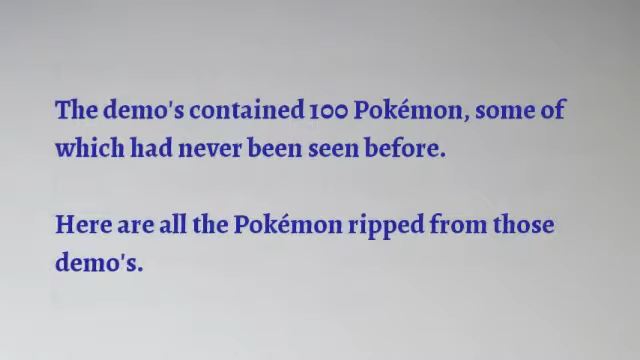 The demo's contained 100 Pokémon, some of
which had never been seen before.
Here are all the Pokémon ripped from those
demo's.